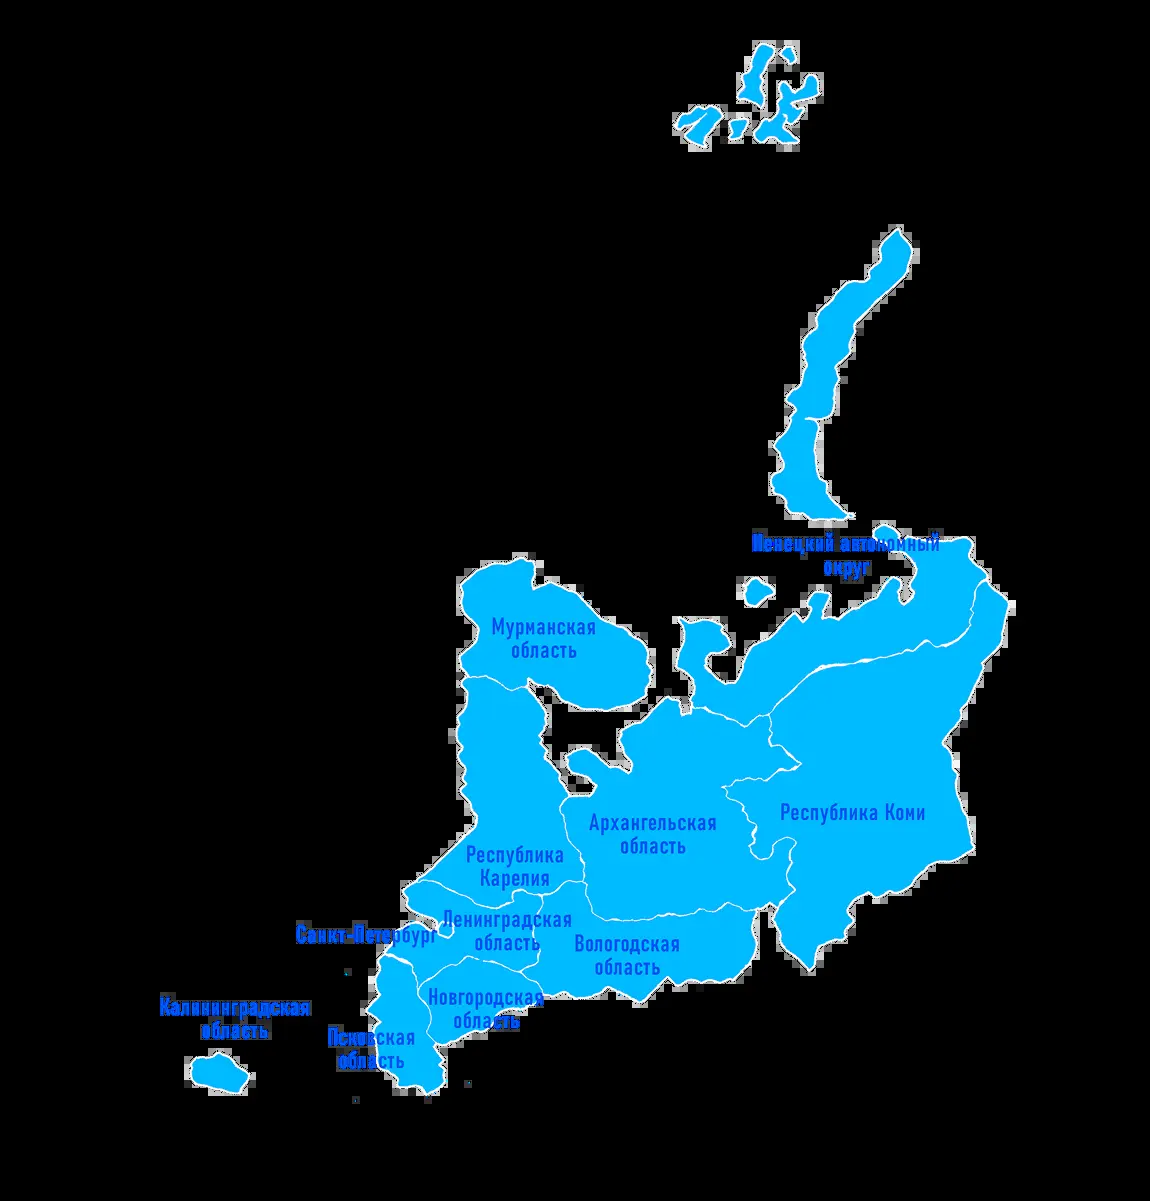 Ненецкий автономный
округ
Мурманская
область
Республика Коми
Архангельская
область
Республика
Карелия
Ленинградская
область
Санкт-Петербург
Вологодская
область
Новгородская
область
Калининградская
область
Псковская
область